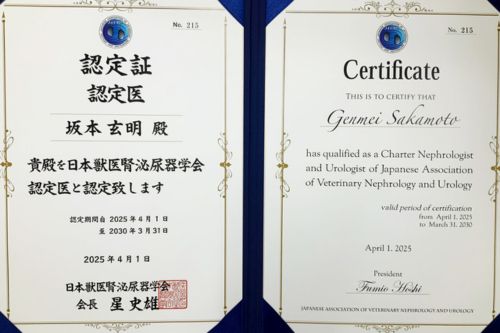 No. 215
認定証
認定医
坂本 玄明 殿
貴殿を日本獣医腎泌尿器学会
認定医と認定致します
認定期間自 2025年4月1日
至 2030年3月31日
2025年4月1日
日本獣医腎泌尿器学会
会長 星 史雄
No. 215
Certificate
THIS IS TO CERTIFY THAT
Genmei Sakamoto
has qualified as a Charter Nephrologist
and Urologist of Japanese Association
of Veterinary Nephrology and Urology
valid period of certification
from April 1, 2025
to March 31, 2030
April 1, 2025
President
Fumio Hoshi
JAPANESE ASSOCIATION OF VETERINARY NEPHROLOGY AND UROLOGY